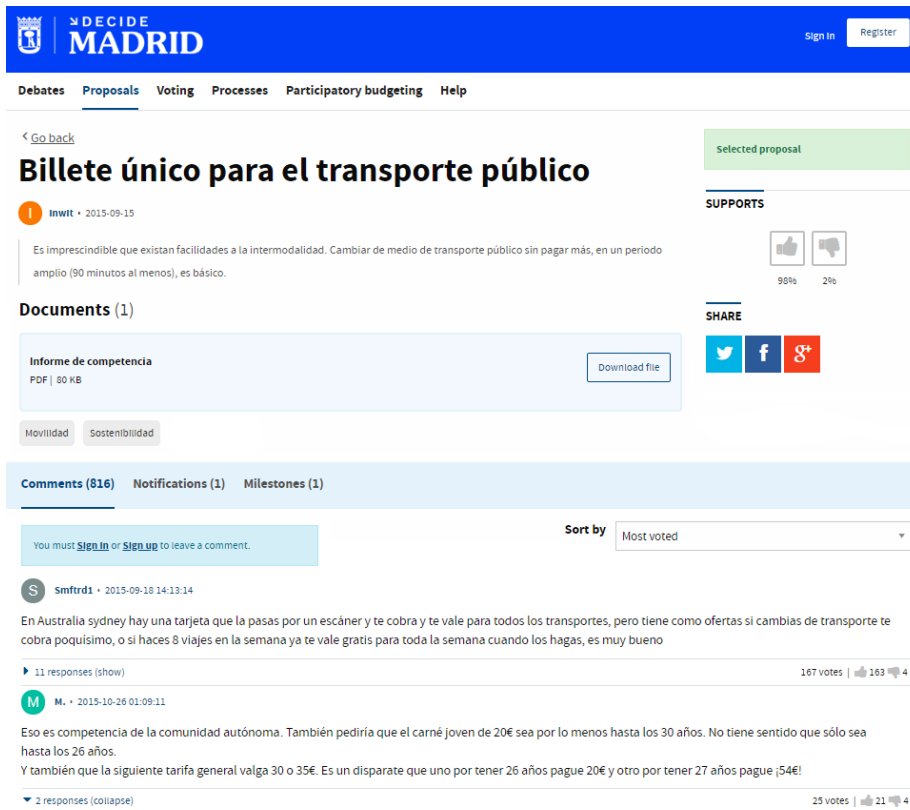 DECIDE
MADRID
Sign in
Register
Debates
Proposals
Voting
Processes
Participatory budgeting
Help
Go back
Billete único para el transporte público
Selected proposal
I
Inwit • 2015-09-15
SUPPORTS
Es imprescindible que existan facilidades a la intermodalidad. Cambiar de medio de transporte público sin pagar más, en un periodo
amplio (90 minutos al menos), es básico.
98%
2%
Documents (1)
SHARE
Informe de competencia
PDF | 80 KB
Download file
f
g+
Movilidad
Sostenibilidad
Comments (816)
Notifications (1)
Milestones (1)
You must Sign in or Sign up to leave a comment.
Sort by
Most voted
S
Smftrd1 • 2015-09-18 14:13:14
En Australia sydney hay una tarjeta que la pasas por un escáner y te cobra y te vale para todos los transportes, pero tiene como ofertas si cambias de transporte te
cobra poquísimo, o si haces 8 viajes en la semana ya te vale gratis para toda la semana cuando los hagas, es muy bueno
11 responses (show)
167 votes | 163 4
M
M. • 2015-10-26 01:09:11
Eso es competencia de la comunidad autónoma. También pediría que el carné joven de 20€ sea por lo menos hasta los 30 años. No tiene sentido que sólo sea
hasta los 26 años.
Y también que la siguiente tarifa general valga 30 o 35€. Es un disparate que uno por tener 26 años pague 20€ y otro por tener 27 años pague ¡54€!
2 responses (collapse)
25 votes | 21 4